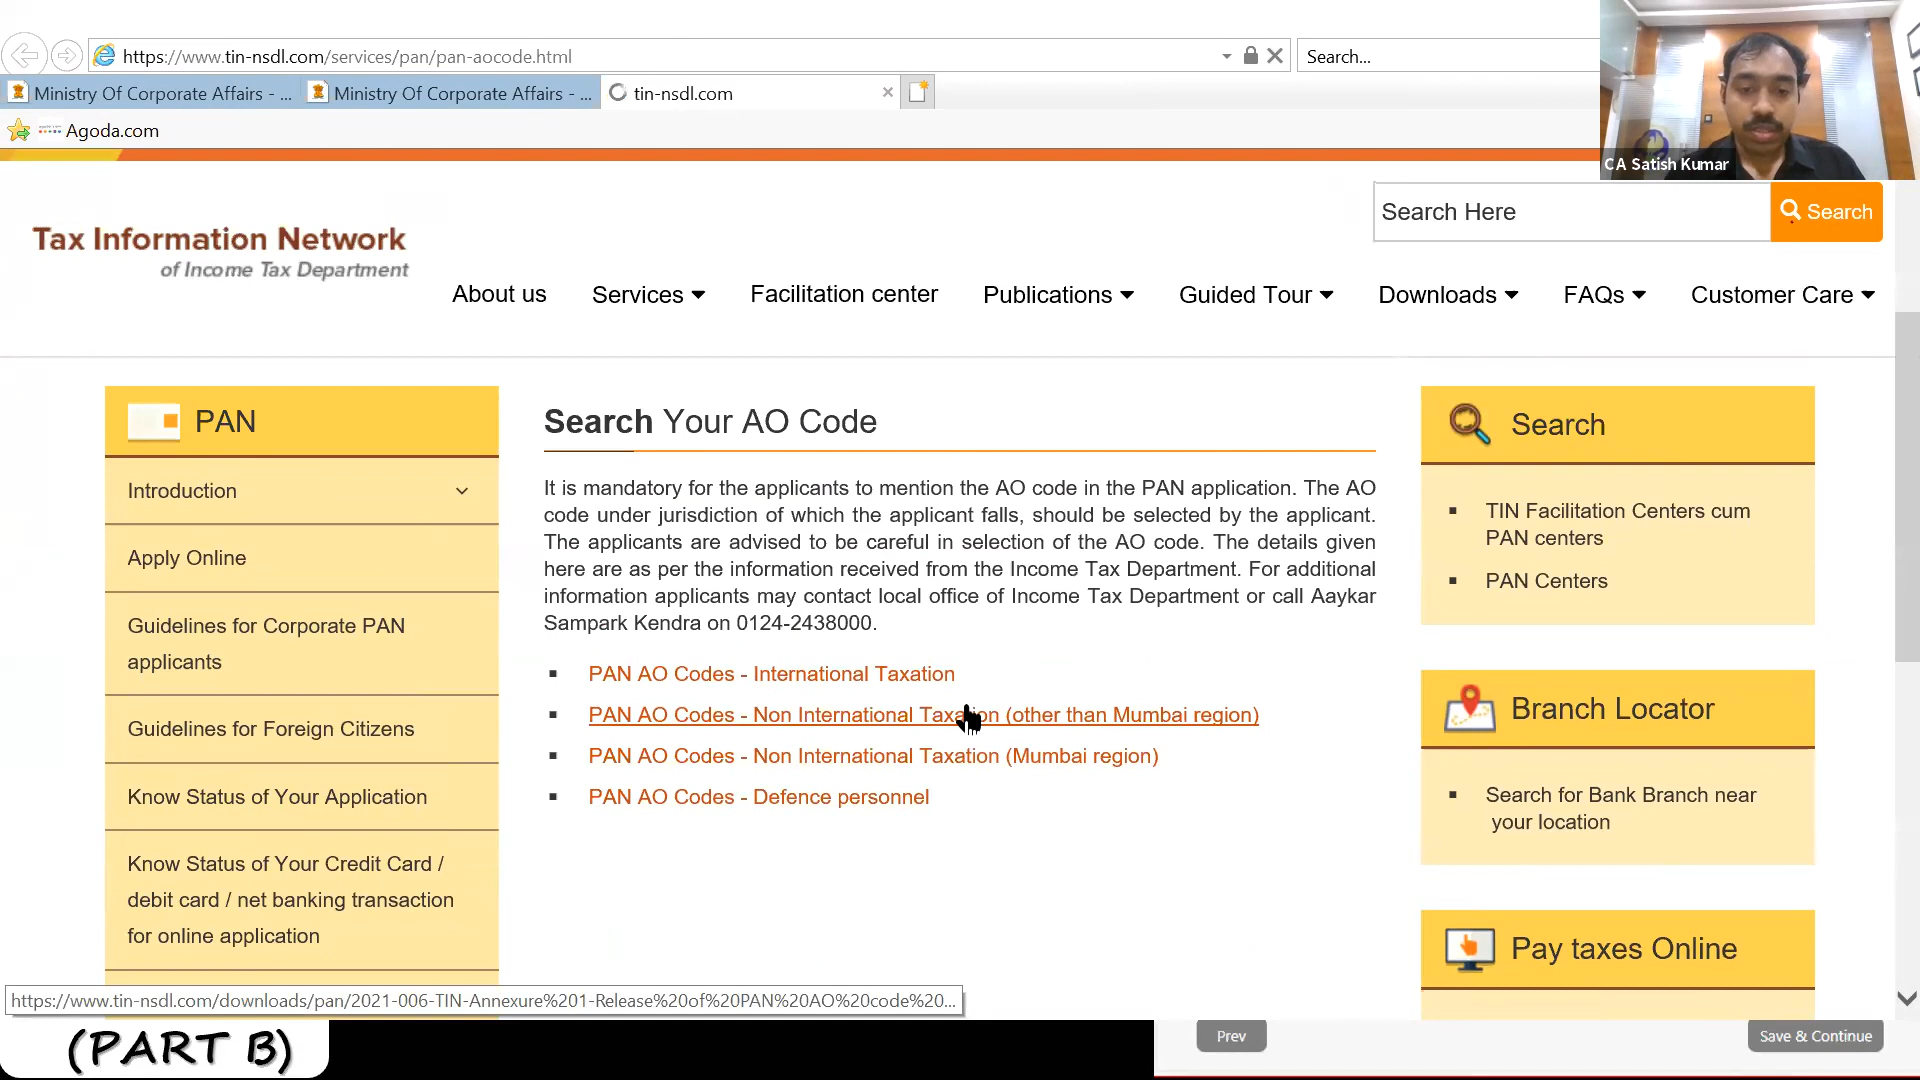 https://www.tin-nsdl.com/services/pan/pan-aocode.html
Search...
Ministry Of Corporate Affairs - ...
Ministry Of Corporate Affairs - ...
tin-nsdl.com
Agoda.com
CA Satish Kumar
Search Here
Search
Tax Information Network
of Income Tax Department
About us
Services
Facilitation center
Publications
Guided Tour
Downloads
FAQs
Customer Care
PAN
Introduction
Apply Online
Guidelines for Corporate PAN
applicants
Guidelines for Foreign Citizens
Know Status of Your Application
Know Status of Your Credit Card /
debit card / net banking transaction
for online application
Search Your AO Code
It is mandatory for the applicants to mention the AO code in the PAN application. The AO
code under jurisdiction of which the applicant falls, should be selected by the applicant.
The applicants are advised to be careful in selection of the AO code. The details given
here are as per the information received from the Income Tax Department. For additional
information applicants may contact local office of Income Tax Department or call Aaykar
Sampark Kendra on 0124-2438000.
PAN AO Codes - International Taxation
PAN AO Codes - Non International Taxation (other than Mumbai region)
PAN AO Codes - Non International Taxation (Mumbai region)
PAN AO Codes - Defence personnel
Search
TIN Facilitation Centers cum
PAN centers
PAN Centers
Branch Locator
Search for Bank Branch near
your location
Pay taxes Online
https://www.tin-nsdl.com/downloads/pan/2021-006-TIN-Annexure%201-Release%20of%20PAN%20AO%20code%20...
(PART B)
Prev
Save & Continue